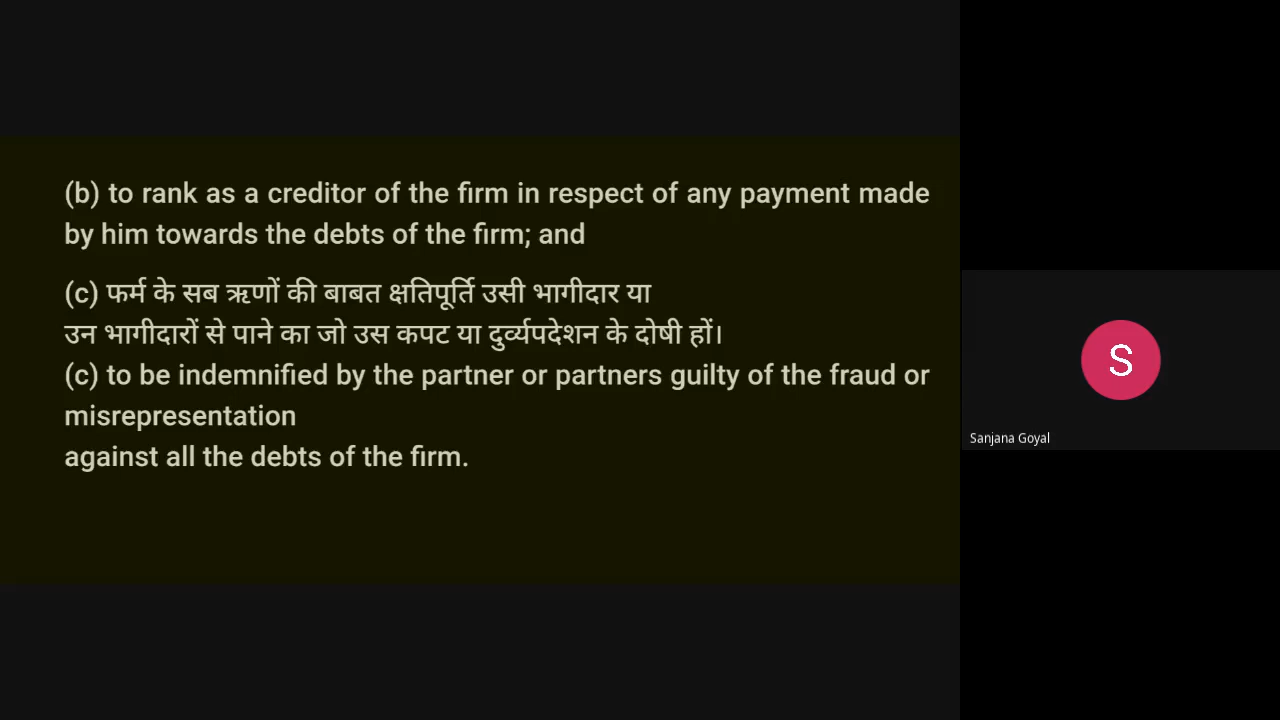 (b) to rank as a creditor of the firm in respect of any payment made
by him towards the debts of the firm; and
(c) फर्म के सब ऋणों की बाबत क्षतिपूर्ति उसी भागीदार या
उन भागीदारों से पाने का जो उस कपट या दुर्व्यपदेशन के दोषी हों।
(c) to be indemnified by the partner or partners guilty of the fraud or
misrepresentation
against all the debts of the firm.
S
Sanjana Goyal